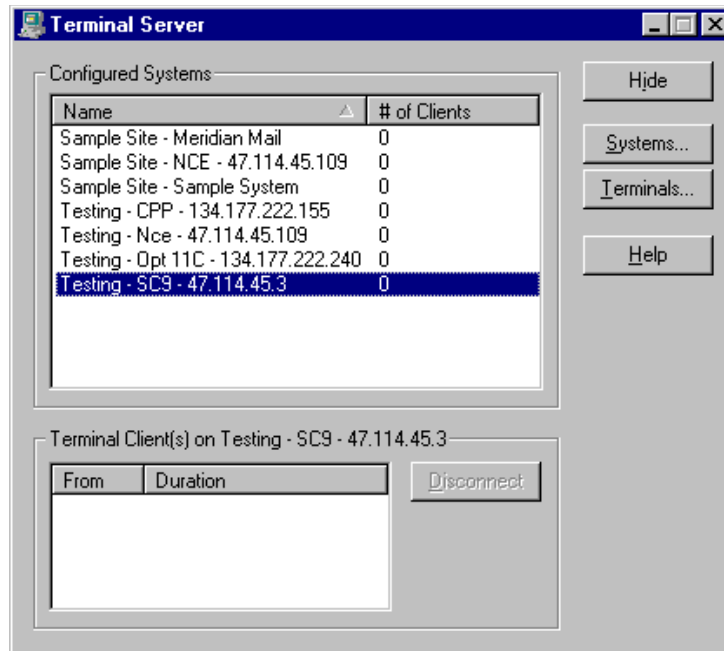 Terminal Server
Configured Systems
Name # of Clients
Sample Site - Meridian Mail 0
Sample Site - NCE - 47.114.45.109 0
Sample Site - Sample System 0
Testing - CPP - 134.177.222.155 0
Testing - Nce - 47.114.45.109 0
Testing - Opt 11C - 134.177.222.240 0
Testing - SC9 - 47.114.45.3 0
Hide
Systems...
Terminals...
Help
Terminal Client(s) on Testing - SC9 - 47.114.45.3
From Duration
Disconnect